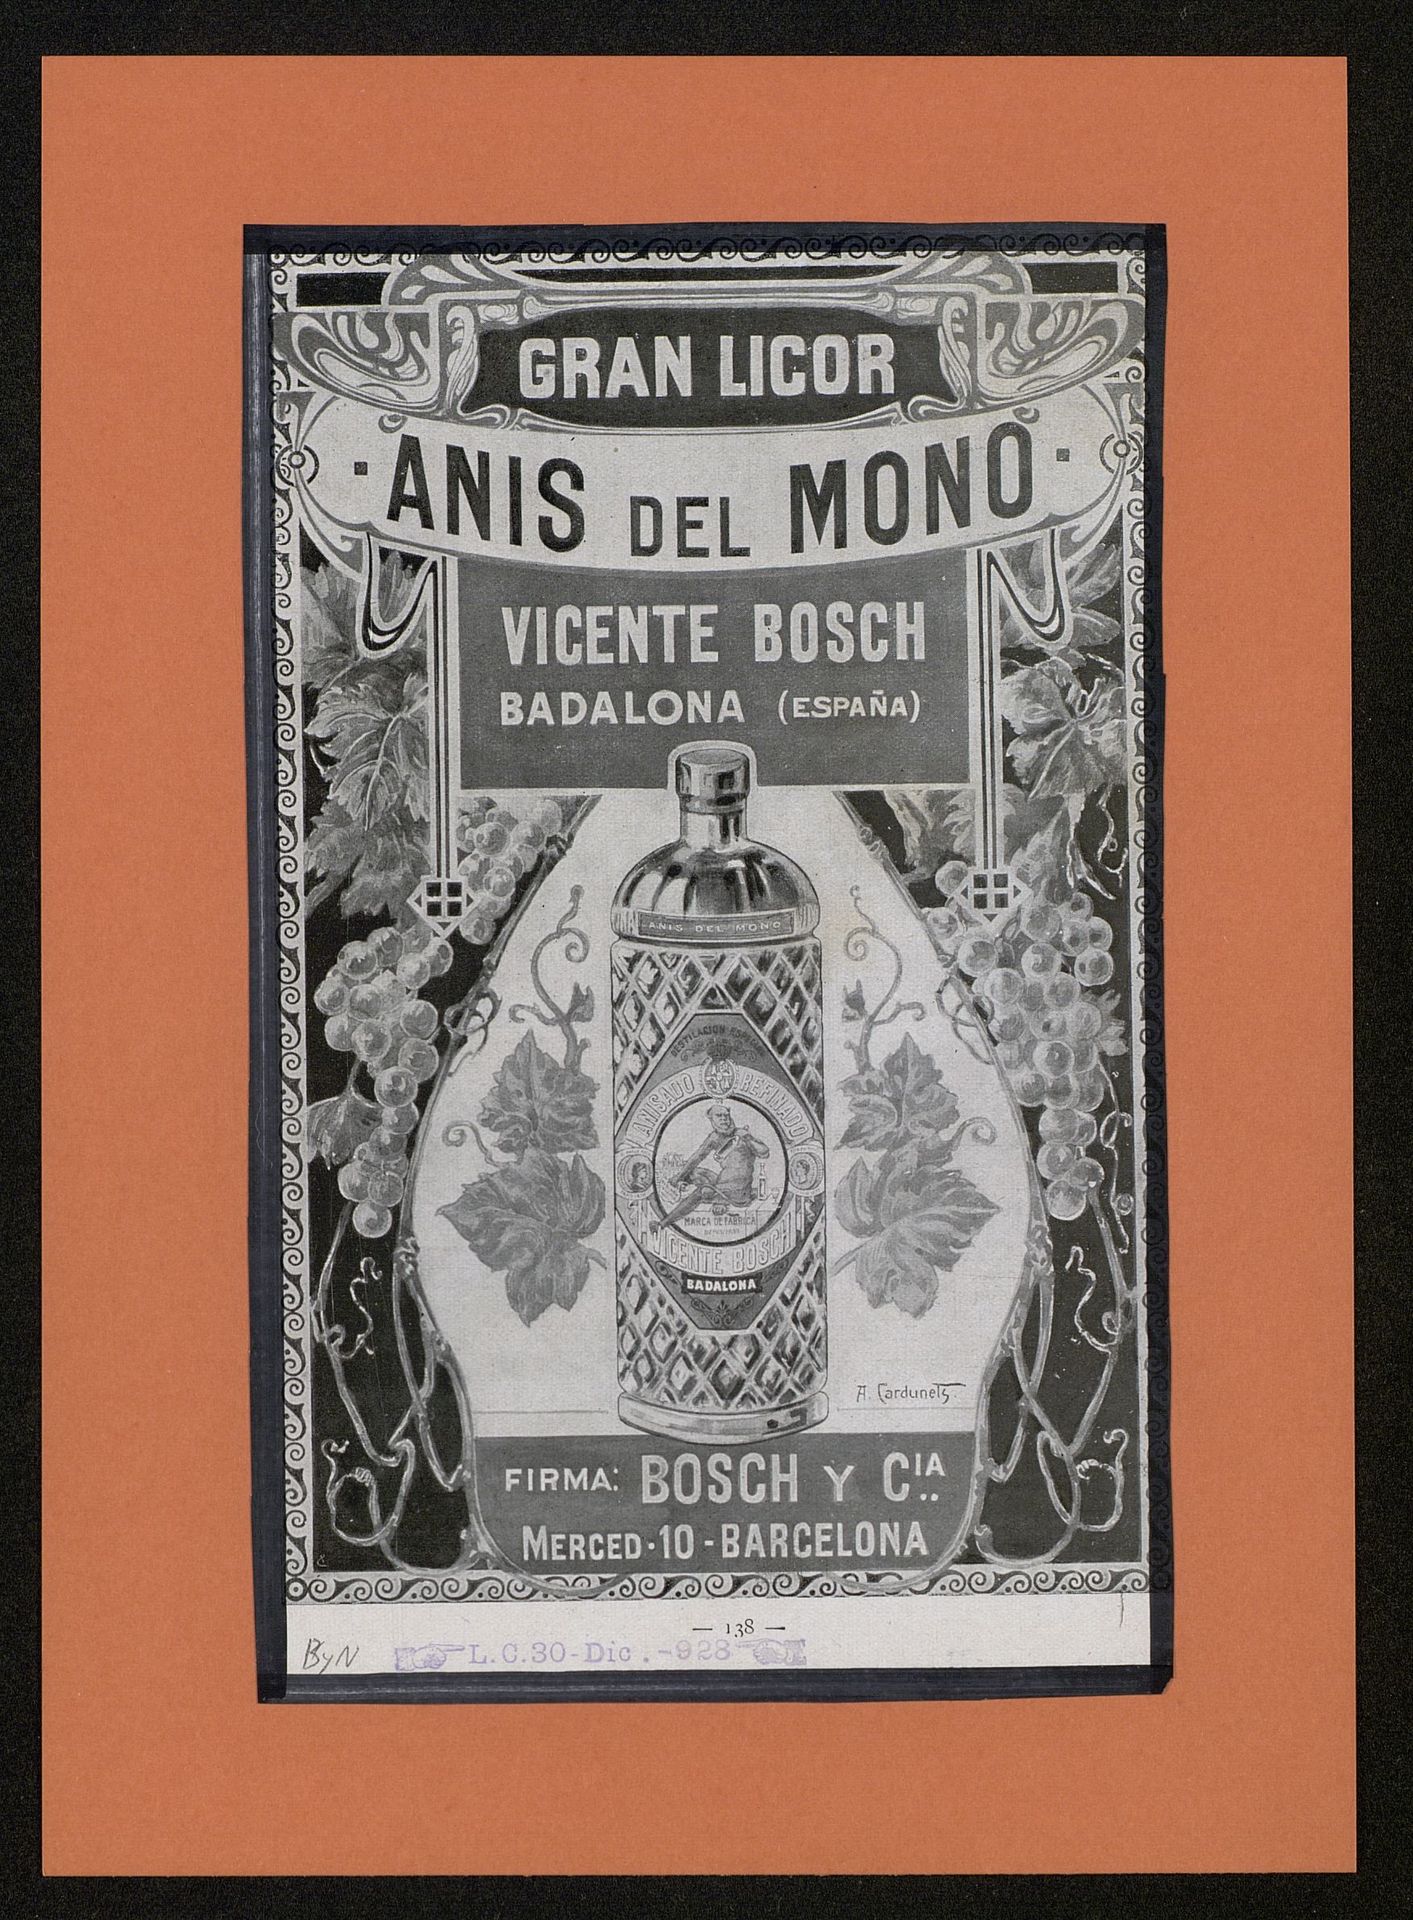 GRAN LICOR
· ANIS DEL MONO ·
VICENTE BOSCH
BADALONA (ESPAÑA)
ANIS DEL MONO
DESTILACION
ANISADO REFINADO
MARCA DE FABRICA
VICENTE BOSCH
BADALONA
A. Cardunets.
FIRMA: BOSCH Y CIA..
MERCED · 10 - BARCELONA
— 138 —
ByN
L.C.30-Dic.-928